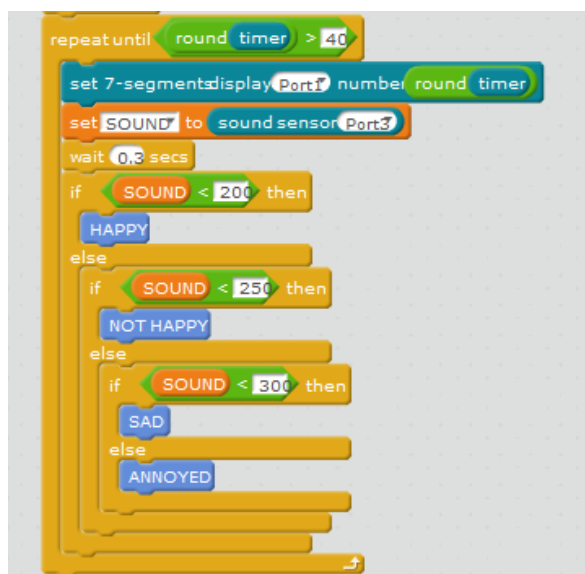 repeat until round timer > 40
set 7-segments display Port1 number round timer
set SOUND to sound sensor Port3
wait 0,3 secs
if SOUND < 200 then
HAPPY
else
if SOUND < 250 then
NOT HAPPY
else
if SOUND < 300 then
SAD
else
ANNOYED